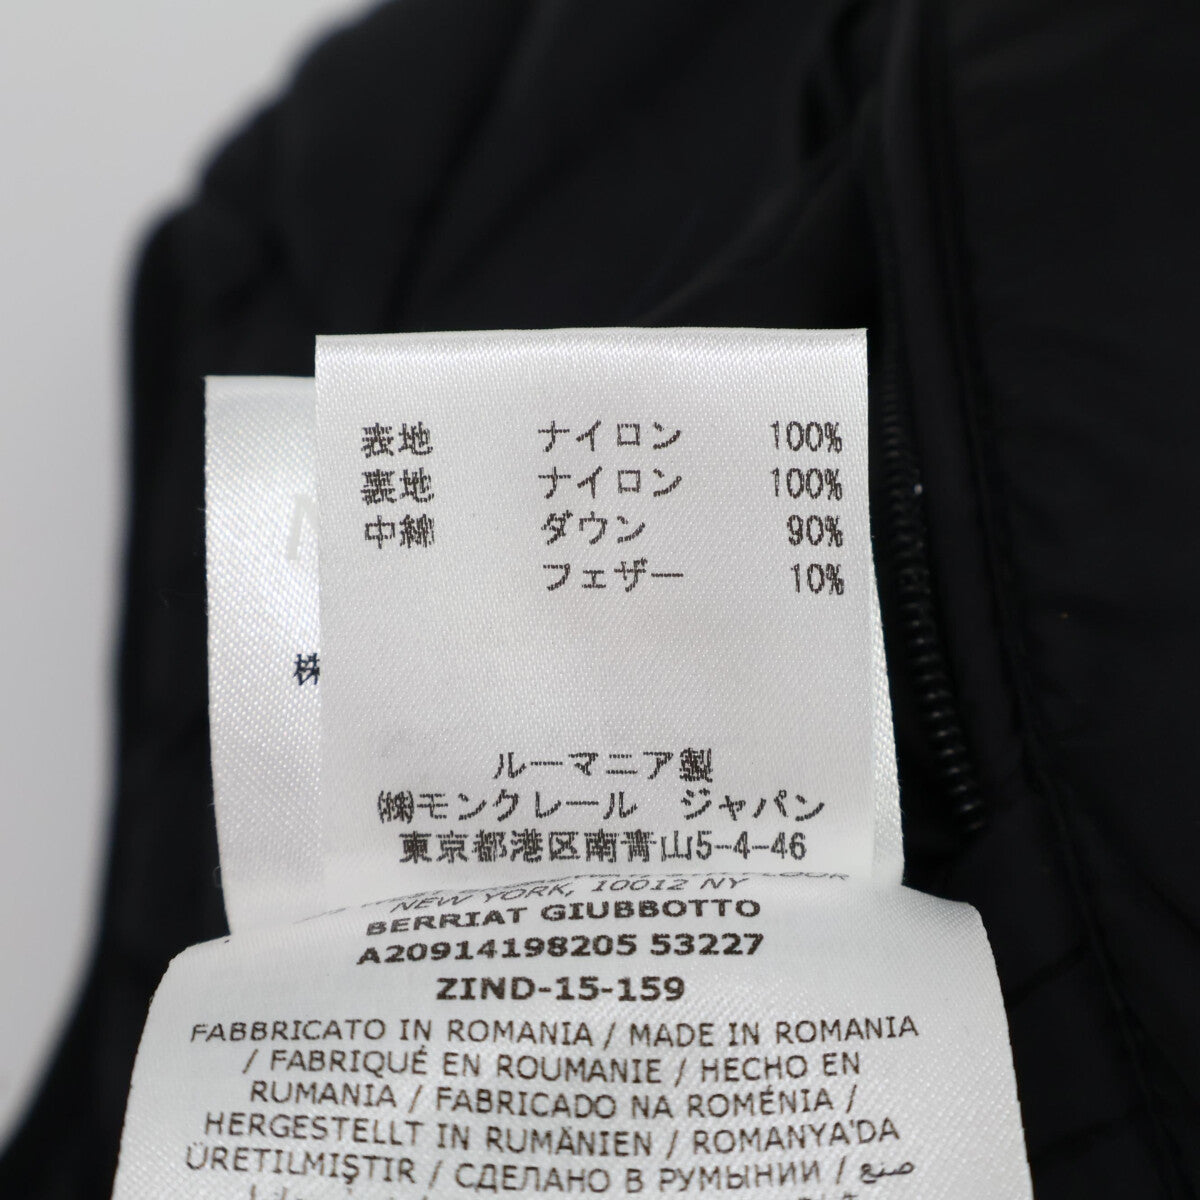 表地 ナイロン 100%
裏地 ナイロン 100%
中綿 ダウン 90%
フェザー 10%
株
ルーマニア製
㈱モンクレール ジャパン
東京都港区南青山5-4-46
NEW YORK, 10012 NY
BERRIAT GIUBBOTTO
A20914198205 53227
ZIND-15-159
FABBRICATO IN ROMANIA / MADE IN ROMANIA
/ FABRIQUÉ EN ROUMANIE / HECHO EN
RUMANIA / FABRICADO NA ROMÉNIA /
HERGESTELLT IN RUMÄNIEN / ROMANYA'DA
ÜRETILMIŞTIR / СДЕЛАНО В РУМЫНИИ / صنع